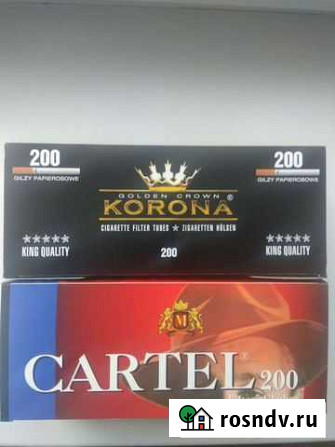 200
GILZY PAPIEROSOWE
200
GILZY PAPIEROSOWE
GOLDEN CROWN
KORONA®
CIGARETTE FILTER TUBES ★ ZIGARETTEN HÜLSEN
★★★★★
KING QUALITY
200
★★★★★
KING QUALITY
M
CARTEL 200
rosndv.ru